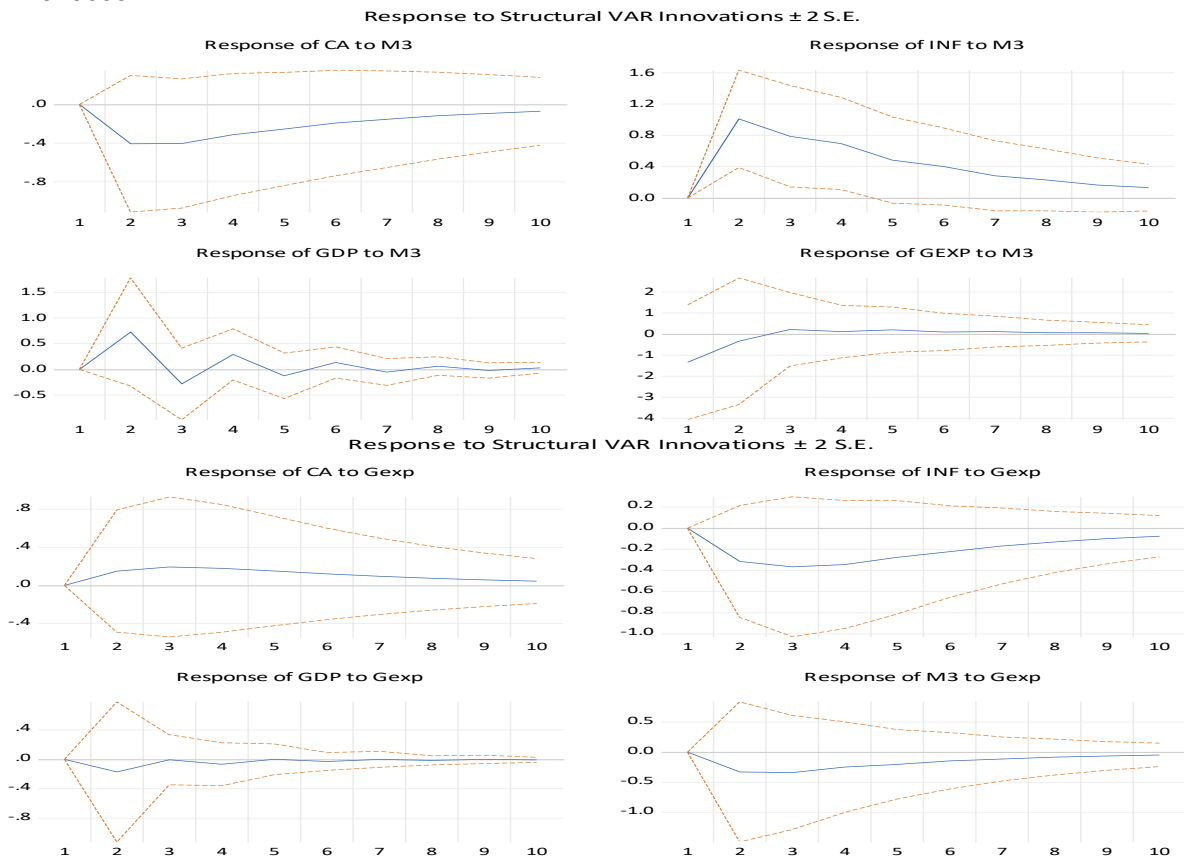 Response to Structural VAR Innovations ± 2 S.E.
Response of CA to M3
.0
-.4
-.8
1 2 3 4 5 6 7 8 9 10
Response of INF to M3
1.6
1.2
0.8
0.4
0.0
1 2 3 4 5 6 7 8 9 10
Response of GDP to M3
1.5
1.0
0.5
0.0
-0.5
1 2 3 4 5 6 7 8 9 10
Response of GEXP to M3
2
1
0
-1
-2
-3
-4
1 2 3 4 5 6 7 8 9 10
Response to Structural VAR Innovations ± 2 S.E.
Response of CA to Gexp
.8
.4
.0
-.4
1 2 3 4 5 6 7 8 9 10
Response of INF to Gexp
0.2
0.0
-0.2
-0.4
-0.6
-0.8
-1.0
1 2 3 4 5 6 7 8 9 10
Response of GDP to Gexp
.4
.0
-.4
-.8
1 2 3 4 5 6 7 8 9 10
Response of M3 to Gexp
0.5
0.0
-0.5
-1.0
1 2 3 4 5 6 7 8 9 10